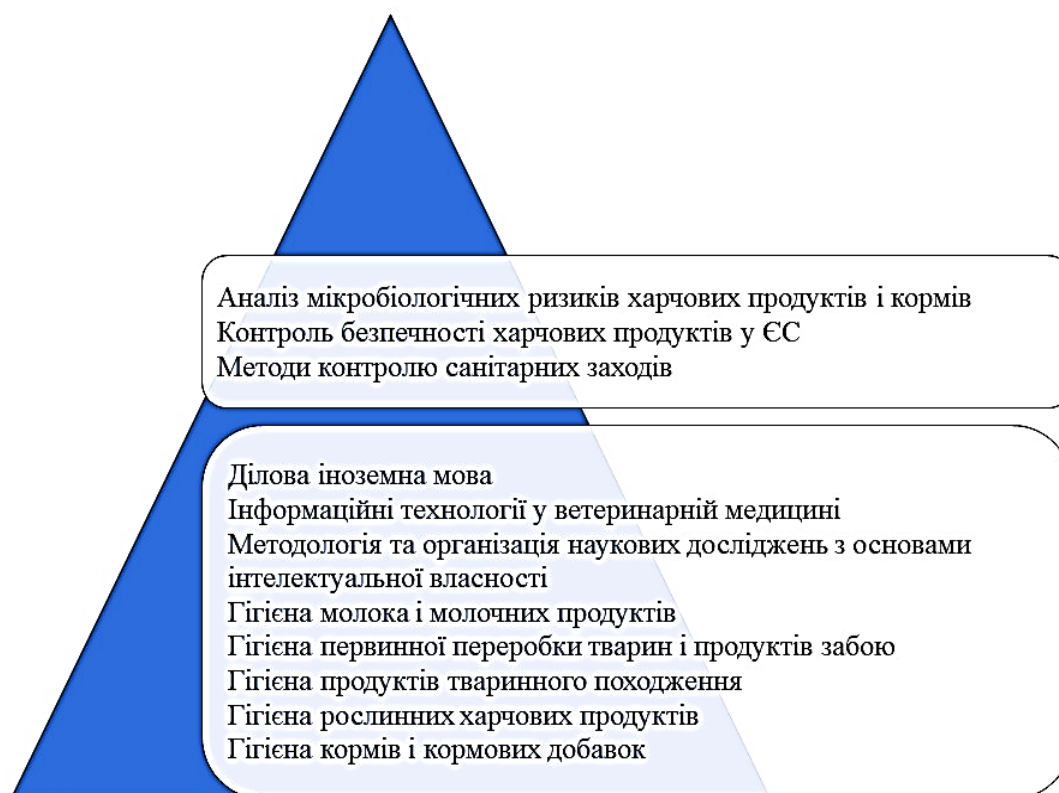 Аналіз мікробіологічних ризиків харчових продуктів і кормів
Контроль безпечності харчових продуктів у ЄС
Методи контролю санітарних заходів
Ділова іноземна мова
Інформаційні технології у ветеринарній медицині
Методологія та організація наукових досліджень з основами
інтелектуальної власності
Гігієна молока і молочних продуктів
Гігієна первинної переробки тварин і продуктів забою
Гігієна продуктів тваринного походження
Гігієна рослинних харчових продуктів
Гігієна кормів і кормових добавок